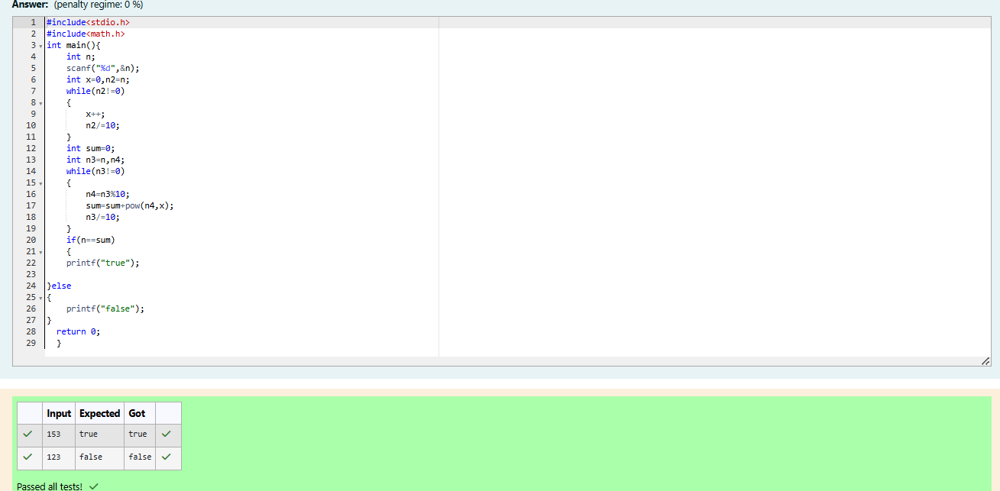 Answer: (penalty regime: 0 %)
1 #include<stdio.h>
2 #include<math.h>
3 int main(){
4     int n;
5     scanf("%d",&n);
6     int x=0,n2=n;
7     while(n2!=0)
8     {
9         x++;
10         n2/=10;
11     }
12     int sum=0;
13     int n3=n,n4;
14     while(n3!=0)
15     {
16         n4=n3%10;
17         sum=sum+pow(n4,x);
18         n3/=10;
19     }
20     if(n==sum)
21     {
22     printf("true");
23
24 }else
25 {
26     printf("false");
27 }
28   return 0;
29   }
Input Expected Got
153 true true
123 false false
Passed all tests!